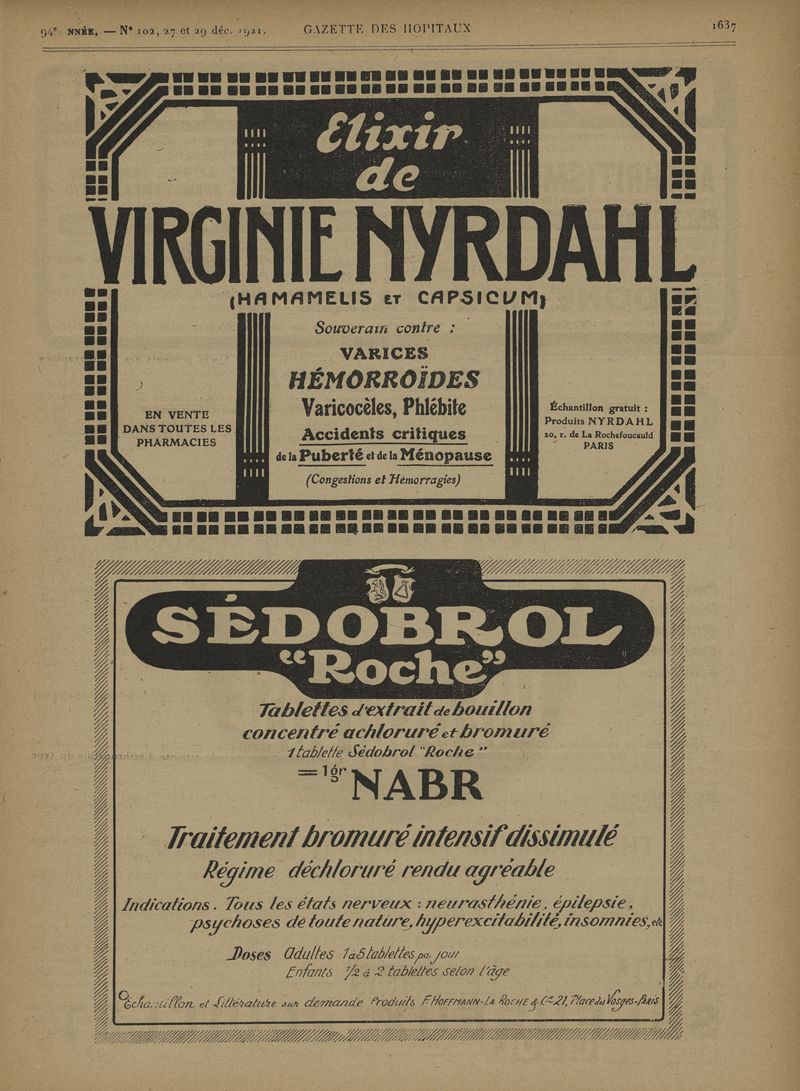 94e NNÉE. — N° 102, 27 et 29 déc. 1921. GAZETTE DES HOPITAUX 1637
Elixir
de
VIRGINIE NYRDAHL
(HAMAMELIS ET CAPSICUM)
Souverain contre :
VARICES
HÉMORROÏDES
Varicocèles, Phlébite
Accidents critiques
de la Puberté et de la Ménopause
(Congestions et Hémorragies)
EN VENTE
DANS TOUTES LES
PHARMACIES
Échantillon gratuit :
Produits NYRDAHL
20, r. de La Rochefoucauld
PARIS
SÉDOBROL
"Roche"
Tablettes d'extrait de bouillon
concentré achloruré et bromuré
1 tablette Sédobrol "Roche"
= 1gr NABR
Traitement bromuré intensif dissimulé
Régime déchloruré rendu agréable
Indications. Tous les états nerveux : neurasthénie, épilepsie,
psychoses de toute nature, hyperexcitabilité, insomnies, etc
Doses Adultes 1 à 5 tablettes pa. jour
Enfants 1/2 à 2 tablettes selon l'âge
Echantillon et Littérature sur demande Produits F. HOFFMANN-LA ROCHE & Cie 21, Place des Vosges-PARIS